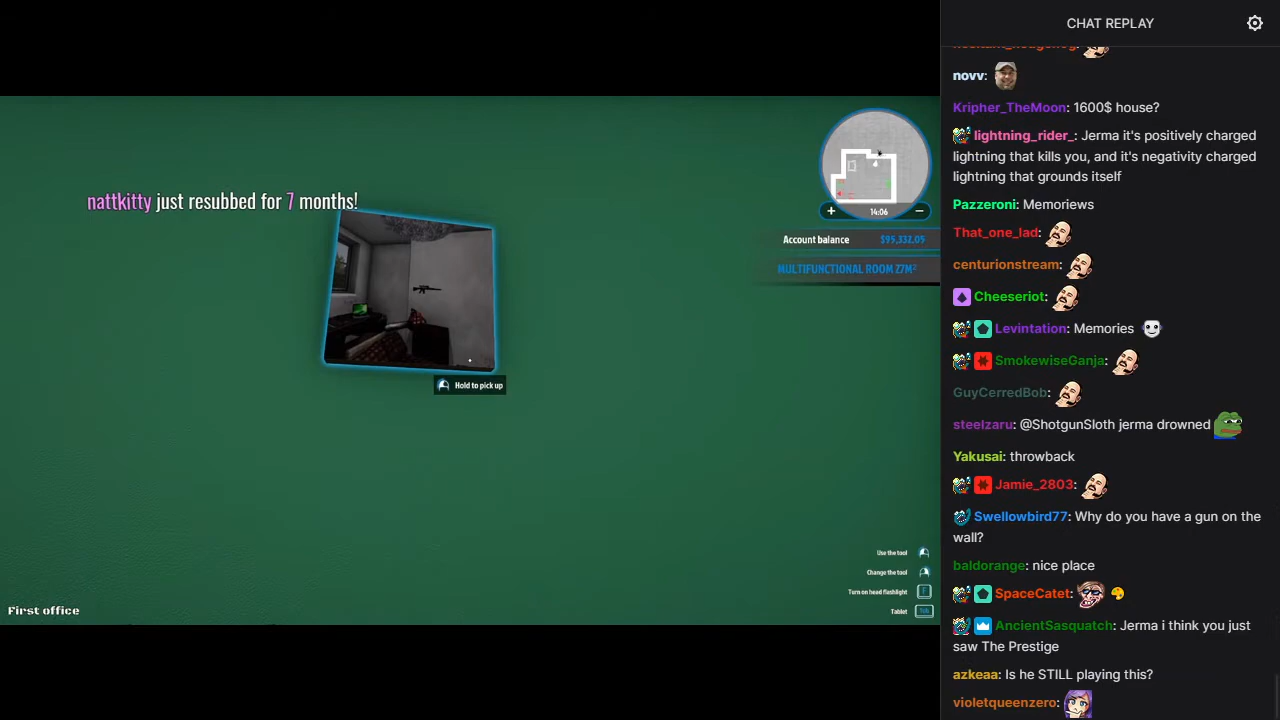 nattkitty just resubbed for 7 months!
14:06
Account balance $95,332.05
MULTIFUNCTIONAL ROOM 27M²
Hold to pick up
Use the tool
Change the tool
Turn on head flashlight
Tablet
First office
CHAT REPLAY
novv:
Kripher_TheMoon: 1600$ house?
lightning_rider_: Jerma it's positively charged
lightning that kills you, and it's negativity charged
lightning that grounds itself
Pazzeroni: Memoriews
That_one_lad:
centurionstream:
Cheeseriot:
Levintation: Memories
SmokewiseGanja:
GuyCerredBob:
steelzaru: @ShotgunSloth jerma drowned
Yakusai: throwback
Jamie_2803:
Swellowbird77: Why do you have a gun on the
wall?
baldorange: nice place
SpaceCatet:
AncientSasquatch: Jerma i think you just
saw The Prestige
azkeaa: Is he STILL playing this?
violetqueenzero: